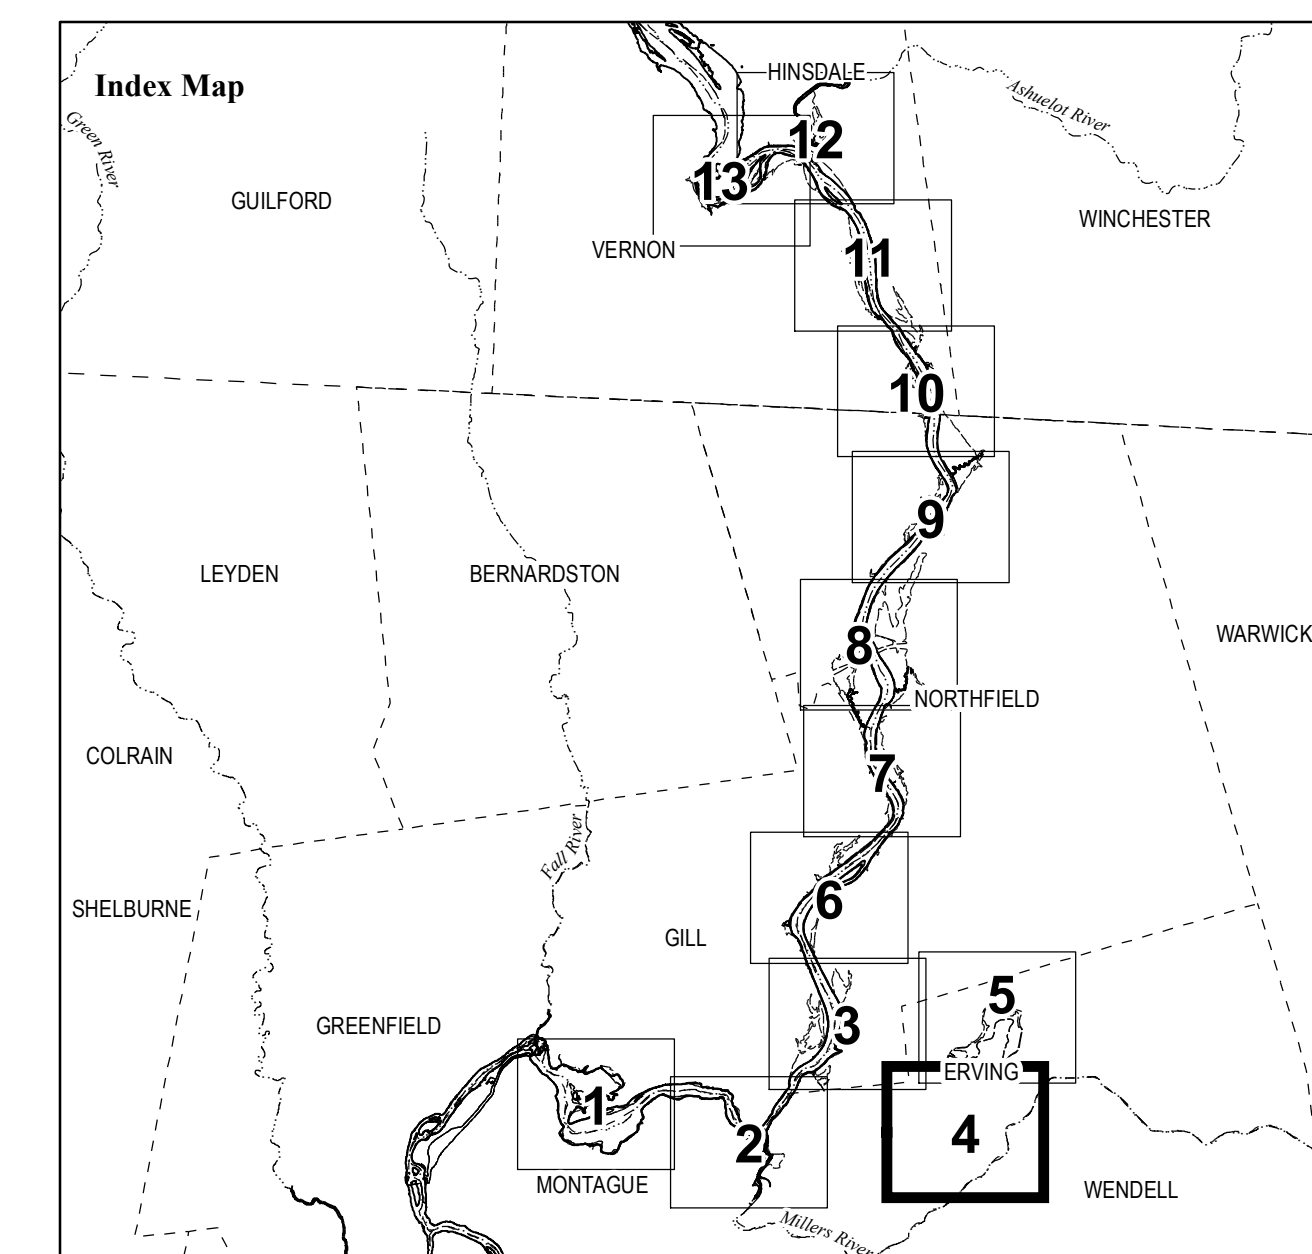 Index Map
HINSDALE
Ashuelot River
Green River
12
13
GUILFORD
WINCHESTER
VERNON
11
10
9
LEYDEN
BERNARDSTON
WARWICK
8
NORTHFIELD
COLRAIN
7
Fall River
6
SHELBURNE
GILL
5
3
GREENFIELD
ERVING
1
4
2
MONTAGUE
WENDELL
Millers River